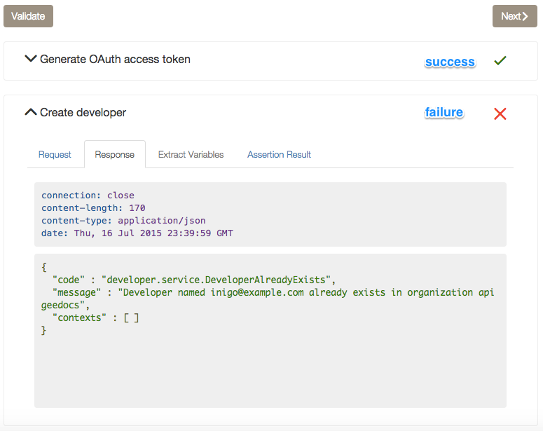 Validate
Next
Generate OAuth access token
success
Create developer
failure
Request Response Extract Variables Assertion Result
connection: close
content-length: 170
content-type: application/json
date: Thu, 16 Jul 2015 23:39:59 GMT
{
"code" : "developer.service.DeveloperAlreadyExists",
"message" : "Developer named inigo@example.com already exists in organization api
geedocs",
"contexts" : [ ]
}